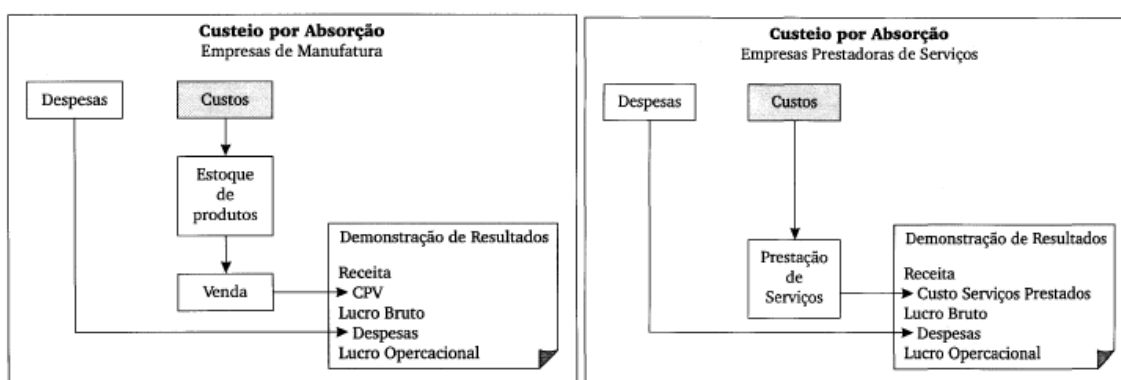 Custeio por Absorção
Empresas de Manufatura
Despesas
Custos
Estoque
de
produtos
Venda
Demonstração de Resultados
Receita
CPV
Lucro Bruto
Despesas
Lucro Opercacional
Custeio por Absorção
Empresas Prestadoras de Serviços
Despesas
Custos
Prestação
de
Serviços
Demonstração de Resultados
Receita
Custo Serviços Prestados
Lucro Bruto
Despesas
Lucro Opercacional